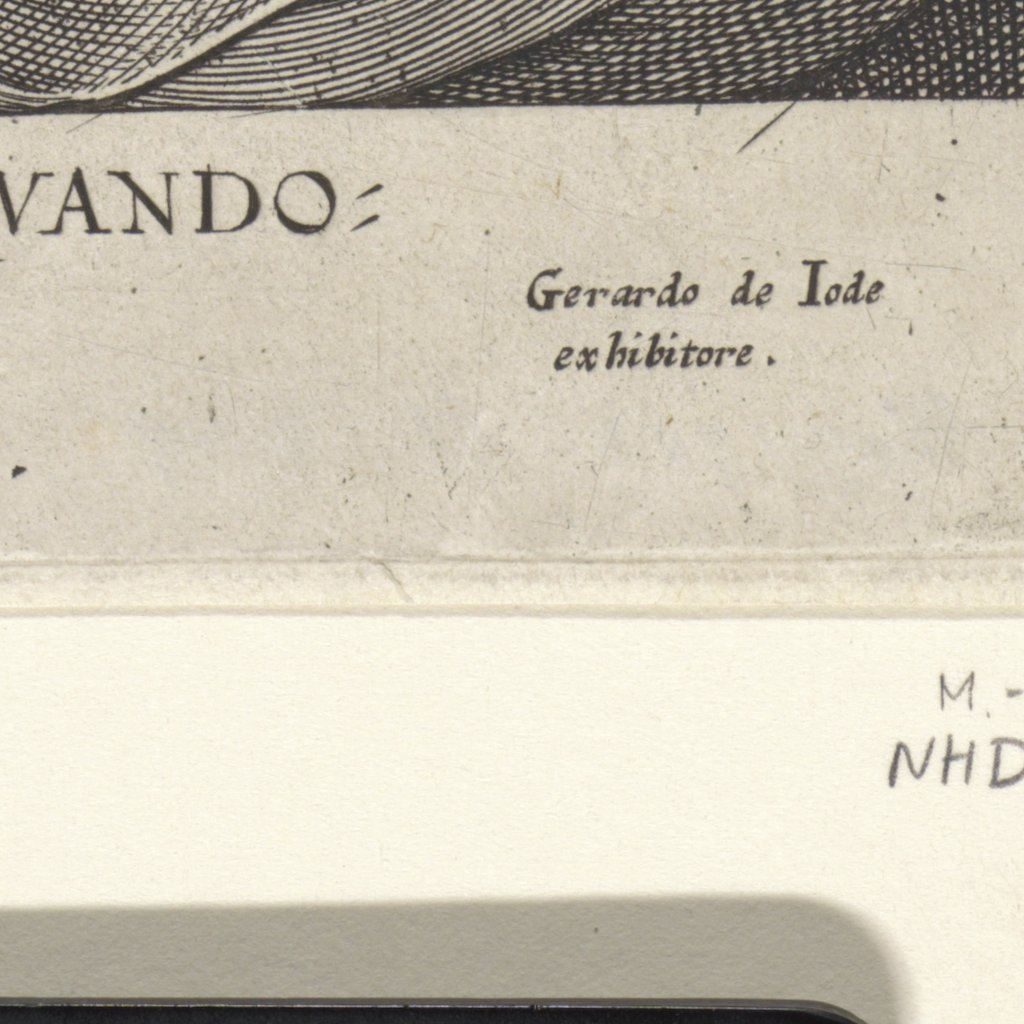 VANDO
Gerardo de Iode
exhibitore.
M.-
NHD